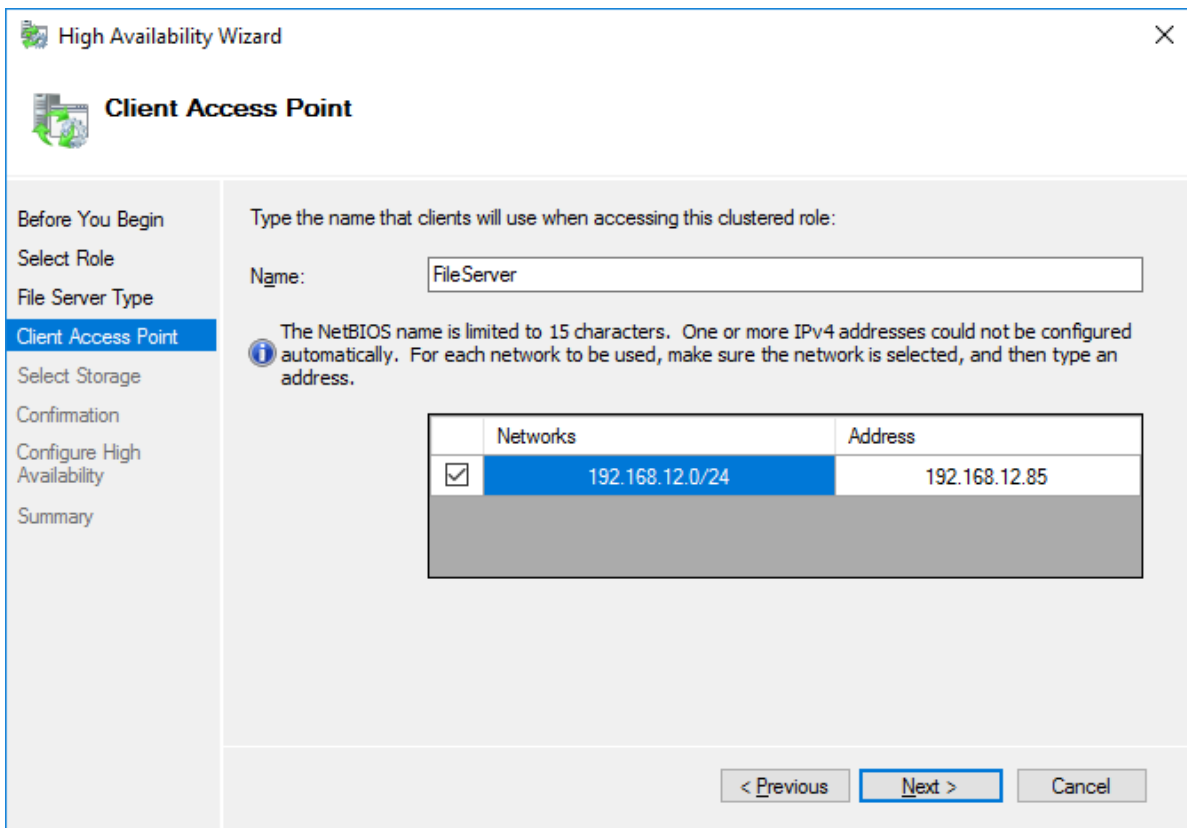 High Availability Wizard
Client Access Point
Before You Begin
Select Role
File Server Type
Client Access Point
Select Storage
Confirmation
Configure High
Availability
Summary
Type the name that clients will use when accessing this clustered role:
Name: FileServer
The NetBIOS name is limited to 15 characters. One or more IPv4 addresses could not be configured
automatically. For each network to be used, make sure the network is selected, and then type an
address.
Networks Address
192.168.12.0/24 192.168.12.85
< Previous Next > Cancel